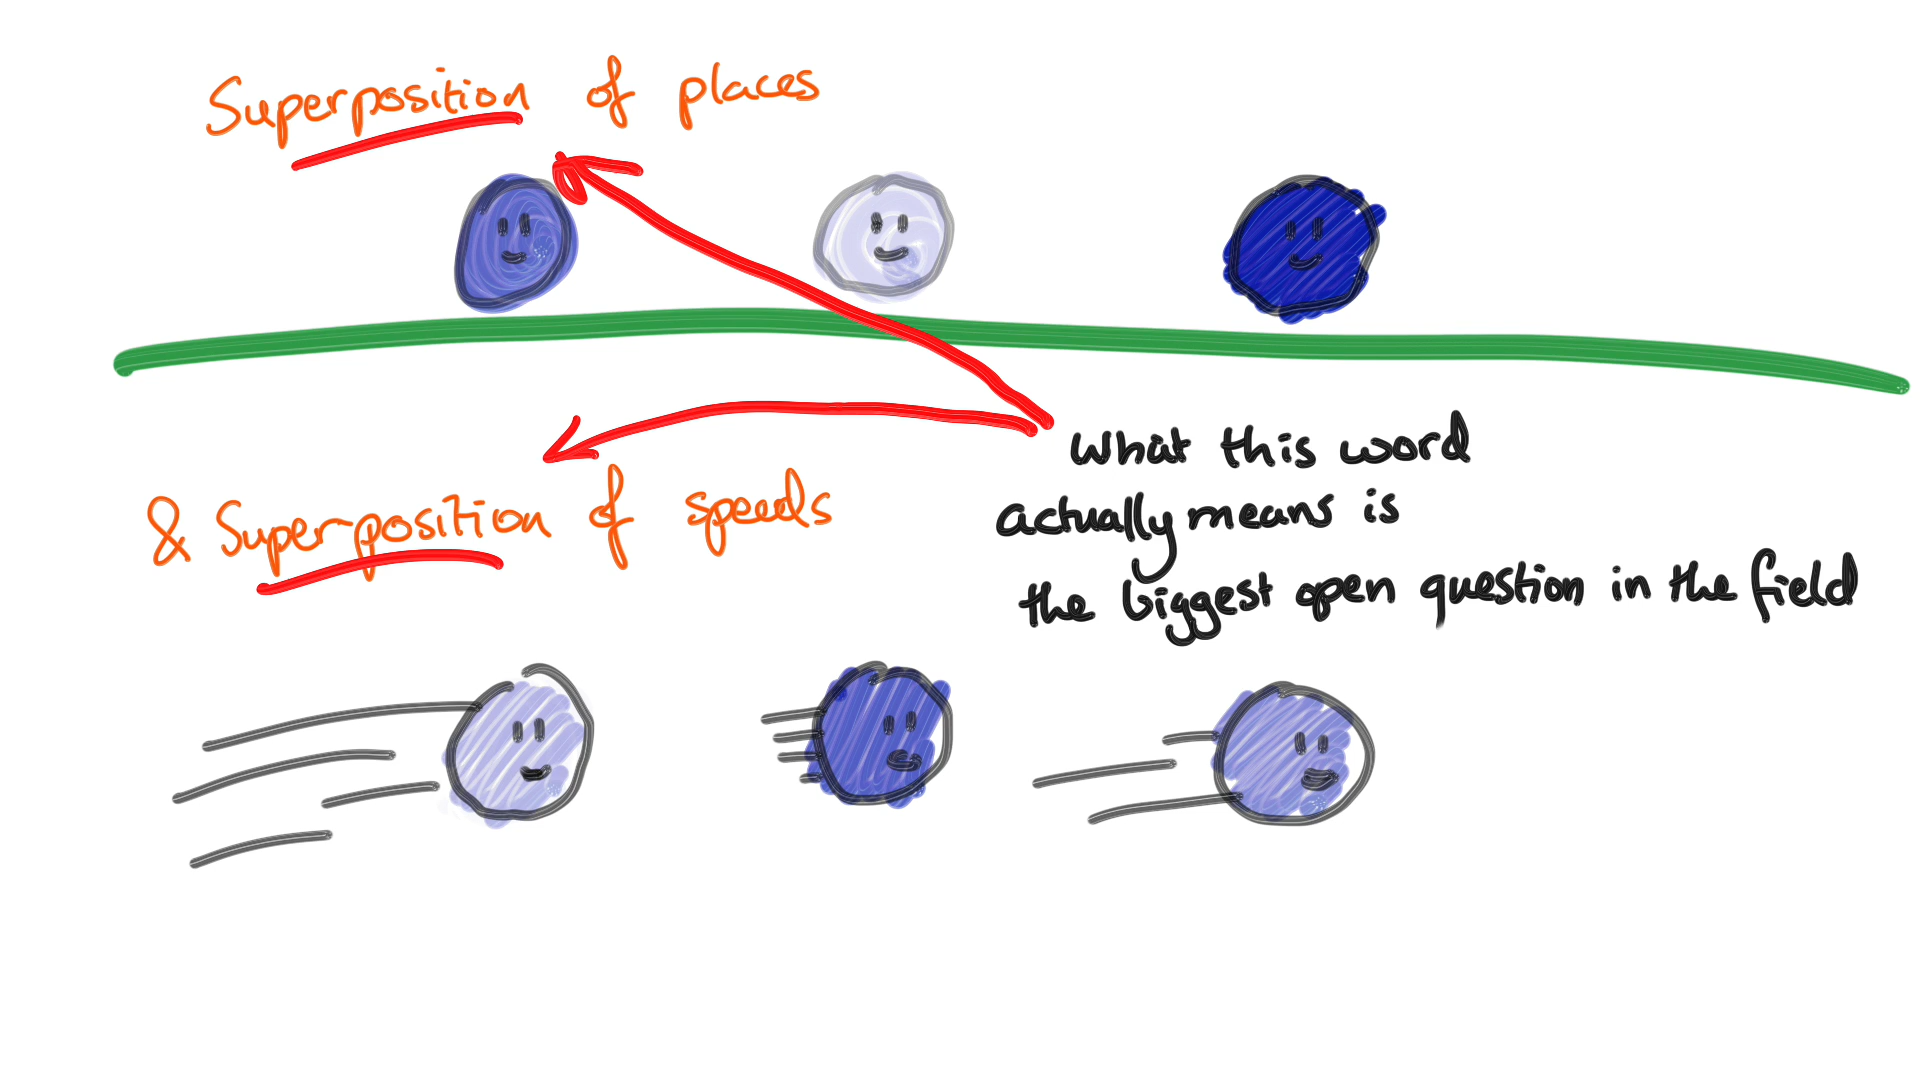 Superposition of places
& Superposition of speeds
What this word
actually means is
the biggest open question in the field